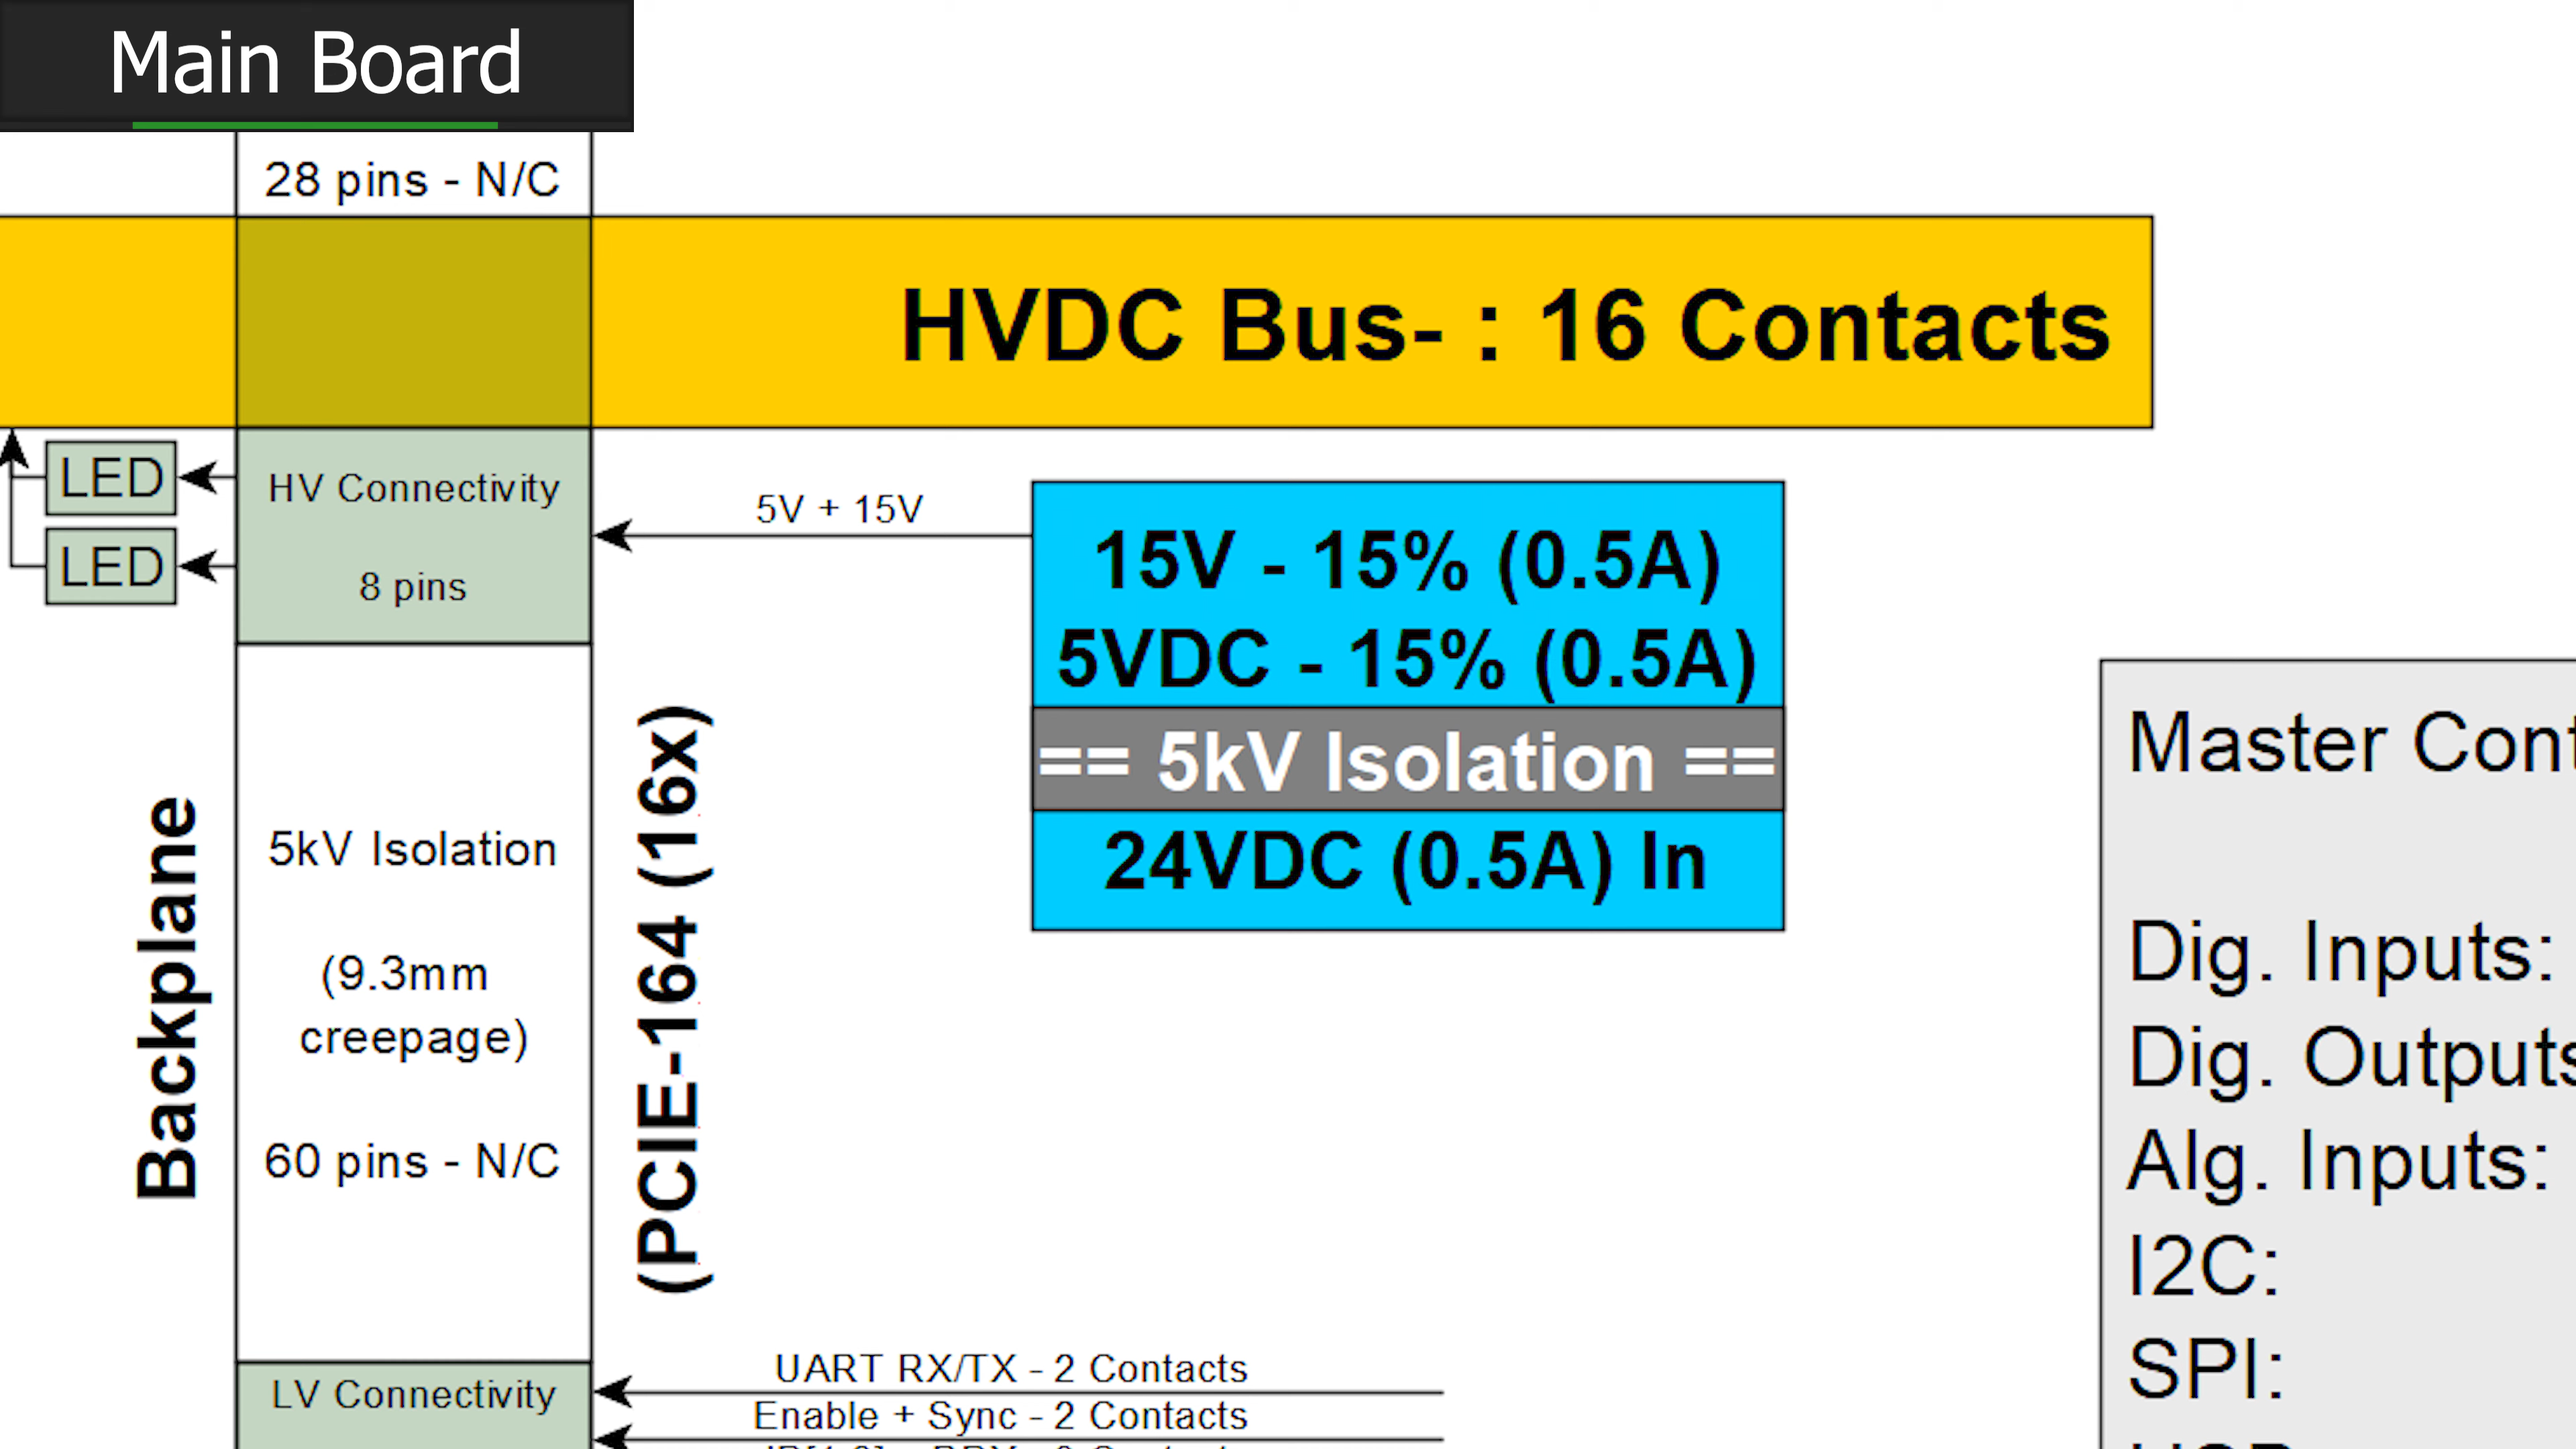 Main Board
28 pins - N/C
HVDC Bus- : 16 Contacts
LED
LED
HV Connectivity
8 pins
5V + 15V
15V - 15% (0.5A)
5VDC - 15% (0.5A)
== 5kV Isolation ==
24VDC (0.5A) In
Backplane
5kV Isolation
(9.3mm
creepage)
60 pins - N/C
(PCIE-164 (16x)
Master
Dig. Inputs:
Dig. Outputs
Alg. Inputs:
I2C:
SPI:
LV Connectivity
UART RX/TX - 2 Contacts
Enable + Sync - 2 Contacts